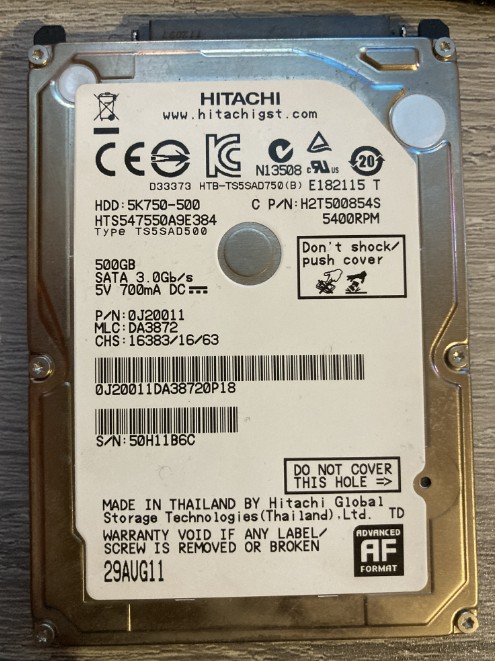 HITACHI
www.hitachigst.com
N13508
20
D33373 HTB-TS5SAD750(B) E182115 T
HDD:5K750-500 C P/N:H2T500854S
HTS547550A9E384 5400RPM
Type TS5SAD500
Don't shock/
push cover
500GB
SATA 3.0Gb/s
5V 700mA DC
P/N:0J20011
MLC:DA3872
CHS:16383/16/63
0J20011DA38720P18
S/N:50H11B6C
DO NOT COVER
THIS HOLE =>
MADE IN THAILAND BY Hitachi Global
Storage Technologies(Thailand).Ltd. TD
WARRANTY VOID IF ANY LABEL/
SCREW IS REMOVED OR BROKEN
29AUG11
ADVANCED
AF
FORMAT